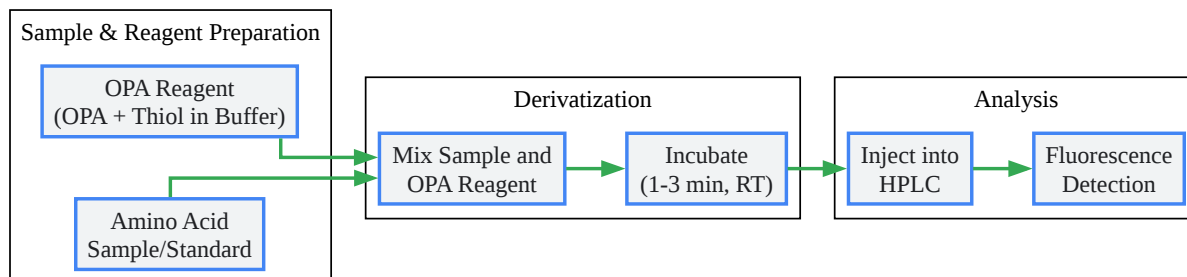 Sample & Reagent Preparation
OPA Reagent
(OPA + Thiol in Buffer)
Amino Acid
Sample/Standard
Derivatization
Mix Sample and
OPA Reagent
Incubate
(1-3 min, RT)
Analysis
Inject into
HPLC
Fluorescence
Detection